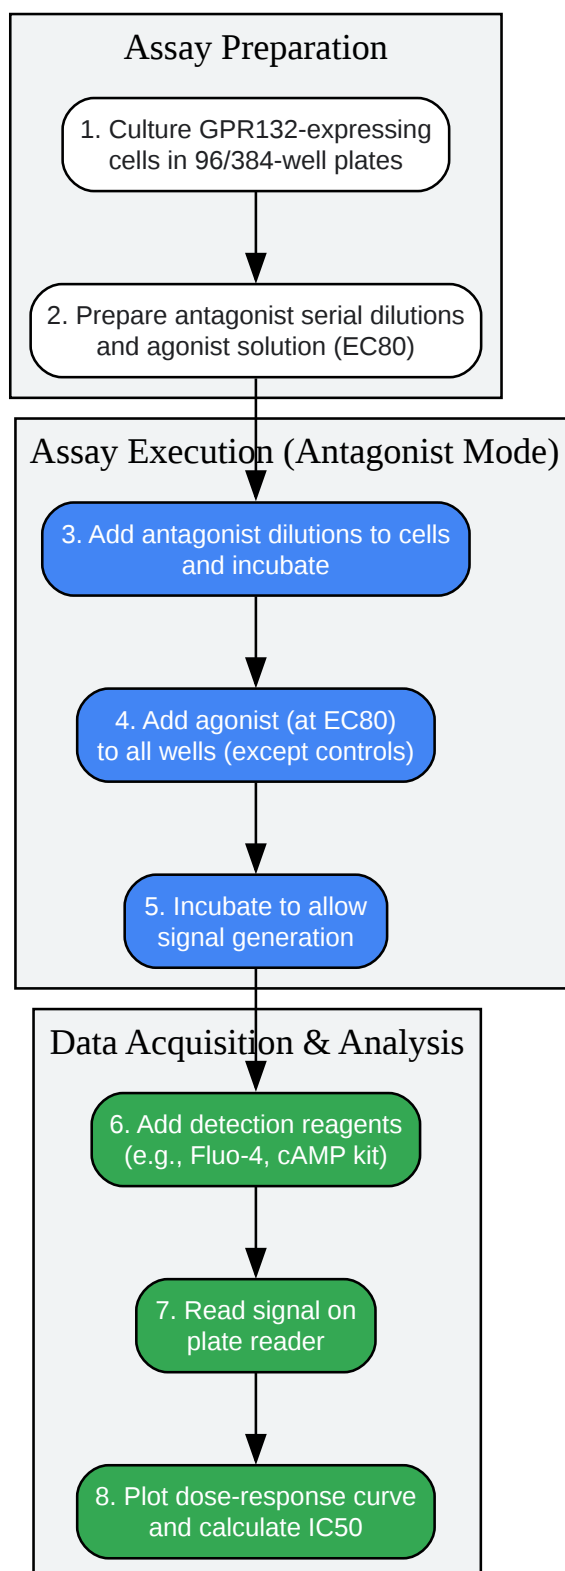 Assay Preparation
1. Culture GPR132-expressing
cells in 96/384-well plates
2. Prepare antagonist serial dilutions
and agonist solution (EC80)
Assay Execution (Antagonist Mode)
3. Add antagonist dilutions to cells
and incubate
4. Add agonist (at EC80)
to all wells (except controls)
5. Incubate to allow
signal generation
Data Acquisition & Analysis
6. Add detection reagents
(e.g., Fluo-4, cAMP kit)
7. Read signal on
plate reader
8. Plot dose-response curve
and calculate IC50